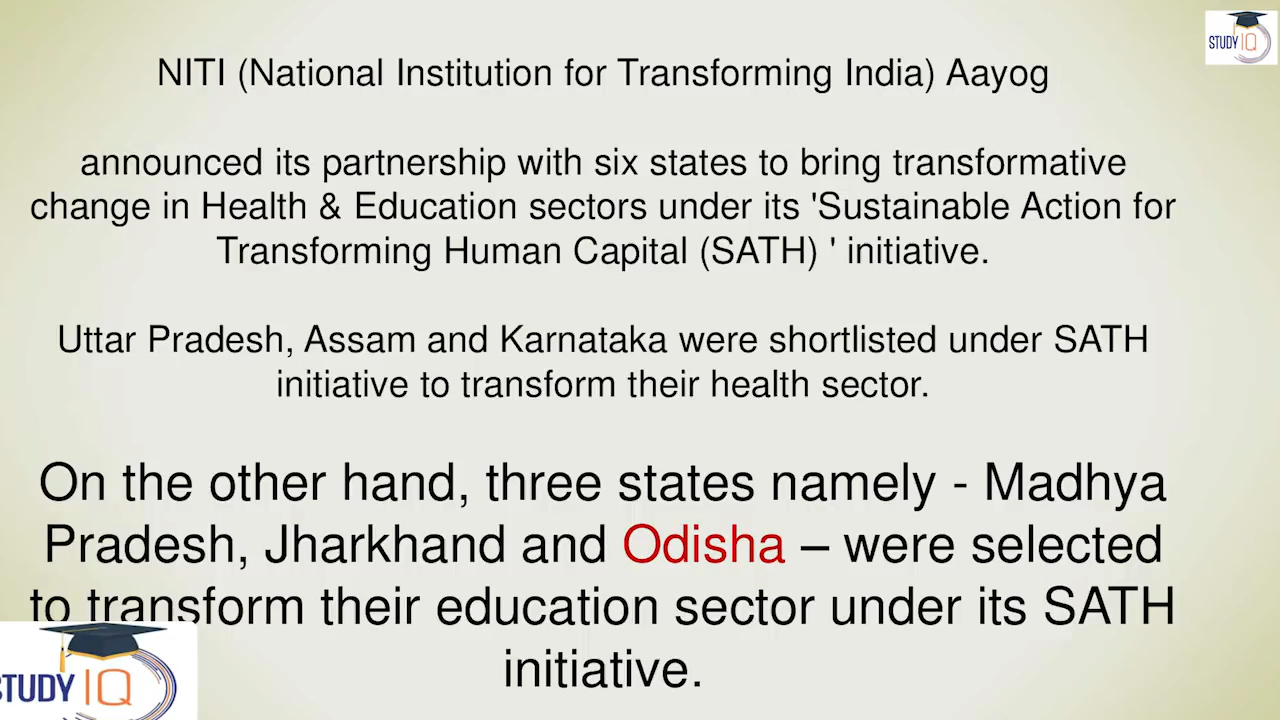 STUDY IQ
NITI (National Institution for Transforming India) Aayog
announced its partnership with six states to bring transformative
change in Health & Education sectors under its 'Sustainable Action for
Transforming Human Capital (SATH) ' initiative.
Uttar Pradesh, Assam and Karnataka were shortlisted under SATH
initiative to transform their health sector.
On the other hand, three states namely - Madhya
Pradesh, Jharkhand and Odisha – were selected
to transform their education sector under its SATH
initiative.
STUDY IQ